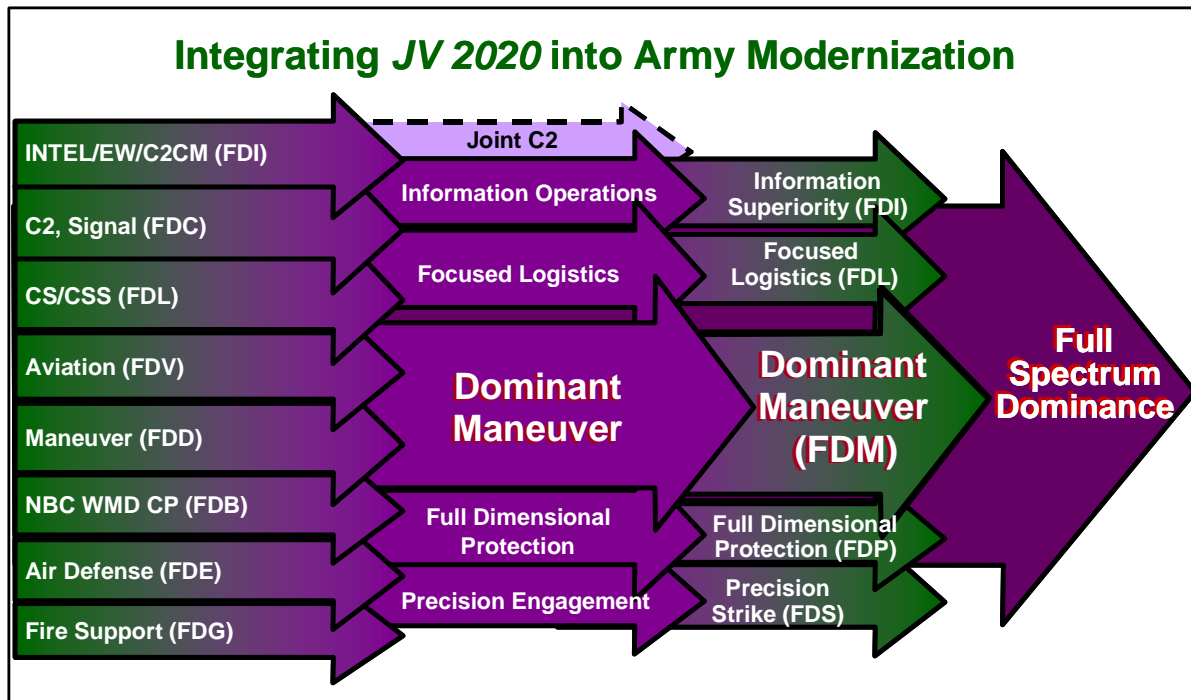 Integrating JV 2020 into Army Modernization
INTEL/EW/C2CM (FDI)
C2, Signal (FDC)
CS/CSS (FDL)
Aviation (FDV)
Maneuver (FDD)
NBC WMD CP (FDB)
Air Defense (FDE)
Fire Support (FDG)
Joint C2
Information Operations
Focused Logistics
Dominant
Maneuver
Full Dimensional
Protection
Precision Engagement
Information
Superiority (FDI)
Focused
Logistics (FDL)
Dominant
Maneuver
(FDM)
Full Dimensional
Protection (FDP)
Precision
Strike (FDS)
Full
Spectrum
Dominance